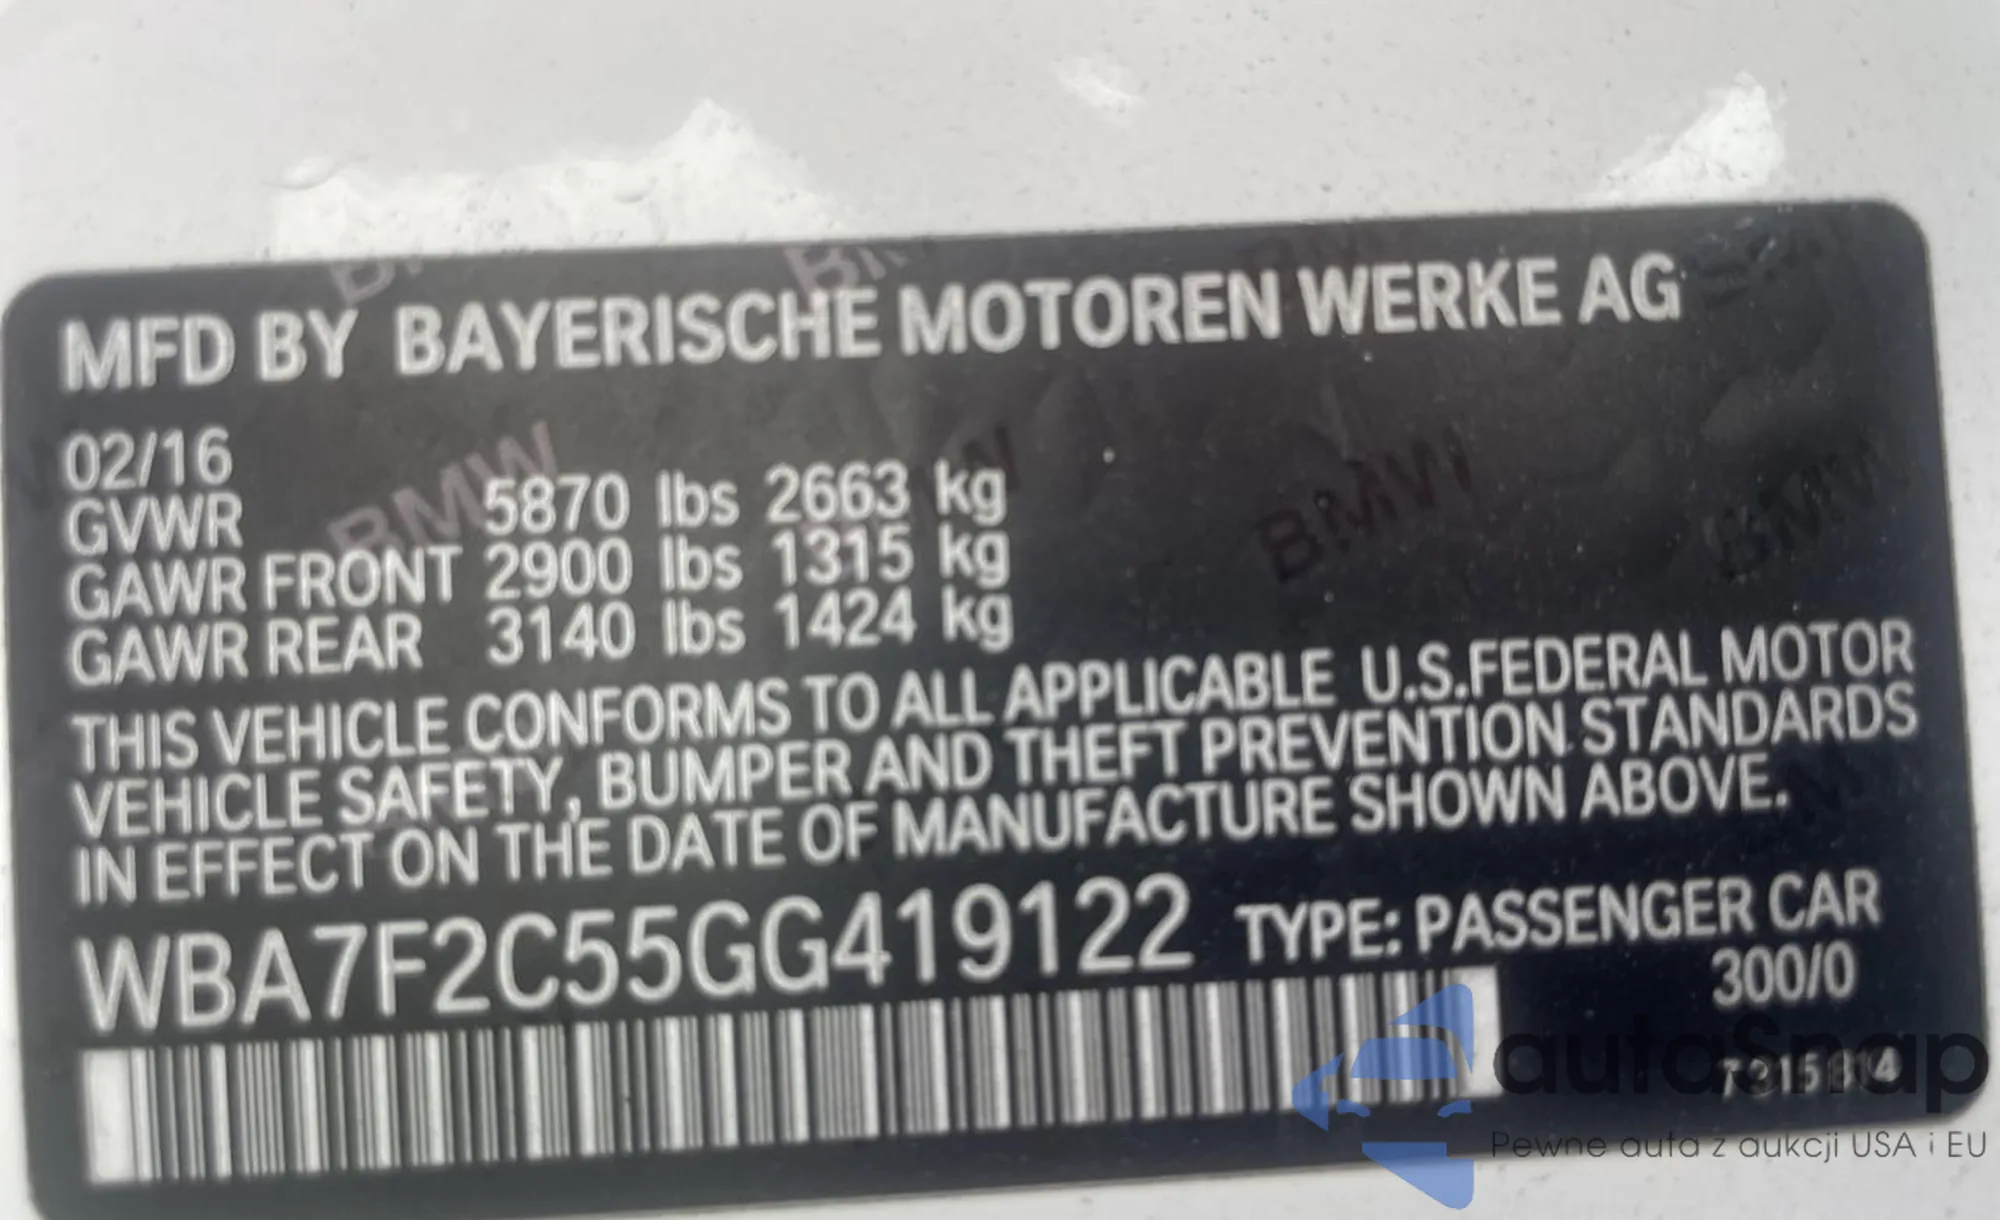 MFD BY BAYERISCHE MOTOREN WERKE AG
02/16
GVWR 5870 lbs 2663 kg
GAWR FRONT 2900 lbs 1315 kg
GAWR REAR 3140 lbs 1424 kg
THIS VEHICLE CONFORMS TO ALL APPLICABLE U.S.FEDERAL MOTOR
VEHICLE SAFETY, BUMPER AND THEFT PREVENTION STANDARDS
IN EFFECT ON THE DATE OF MANUFACTURE SHOWN ABOVE.
WBA7F2C55GG419122 TYPE: PASSENGER CAR
300/0
autoSnap
Pewne auta z aukcji USA i EU